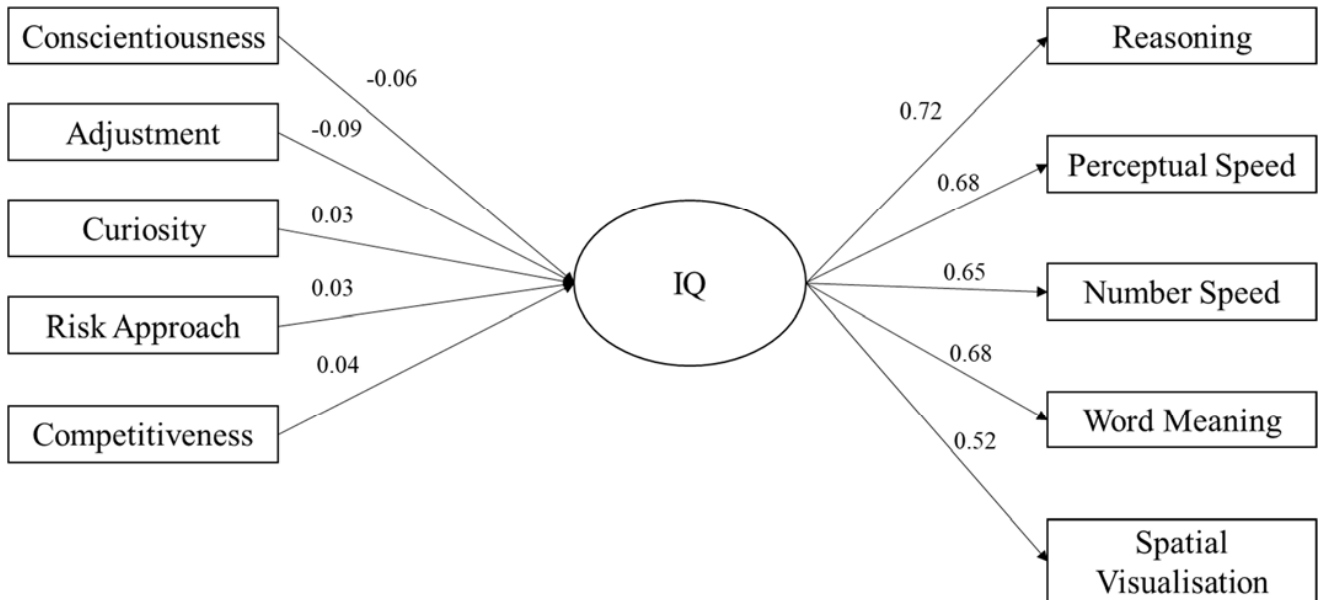 Conscientiousness
Adjustment
Curiosity
Risk Approach
Competitiveness
-0.06
-0.09
0.03
0.03
0.04
IQ
0.72
0.68
0.65
0.68
0.52
Reasoning
Perceptual Speed
Number Speed
Word Meaning
Spatial
Visualisation